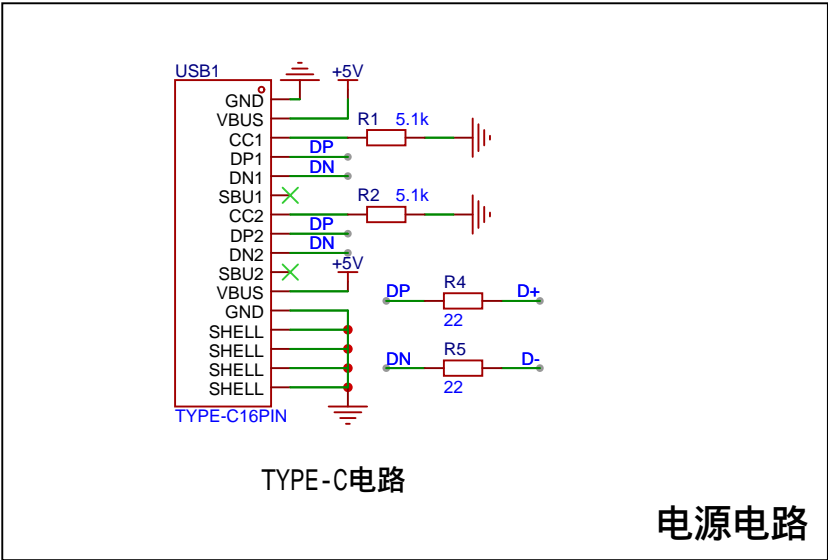 USB1
+5V
GND
VBUS
CC1
R1 5.1k
DP1
DP
DN1
DN
SBU1
CC2
R2 5.1k
DP2
DP
DN2
DN
SBU2
+5V
VBUS
GND
SHELL
SHELL
SHELL
SHELL
TYPE-C16PIN
DP
R4
D+
22
DN
R5
D-
22
TYPE-C电路
电源电路